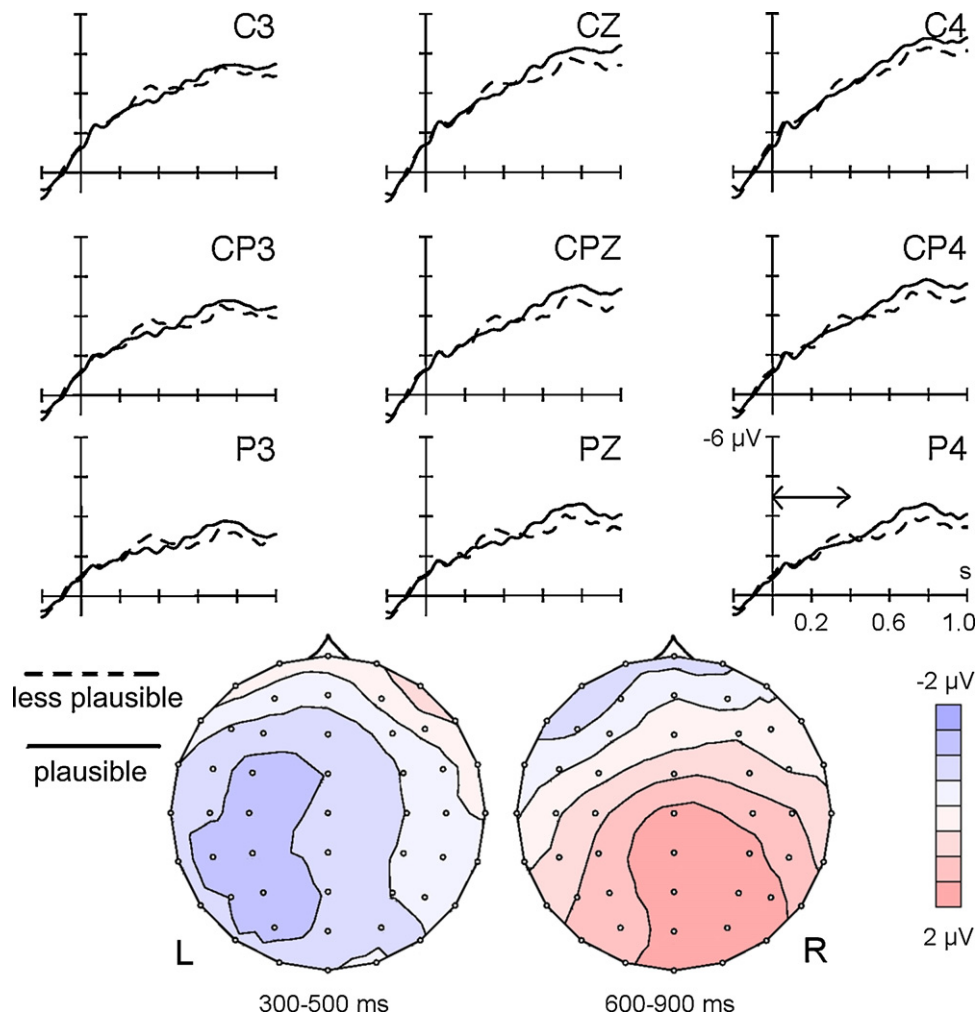 C3 CZ C4
CP3 CPZ CP4
P3 PZ -6 µV P4
s
0.2 0.6 1.0
less plausible
plausible
-2 µV
2 µV
L R
300-500 ms 600-900 ms